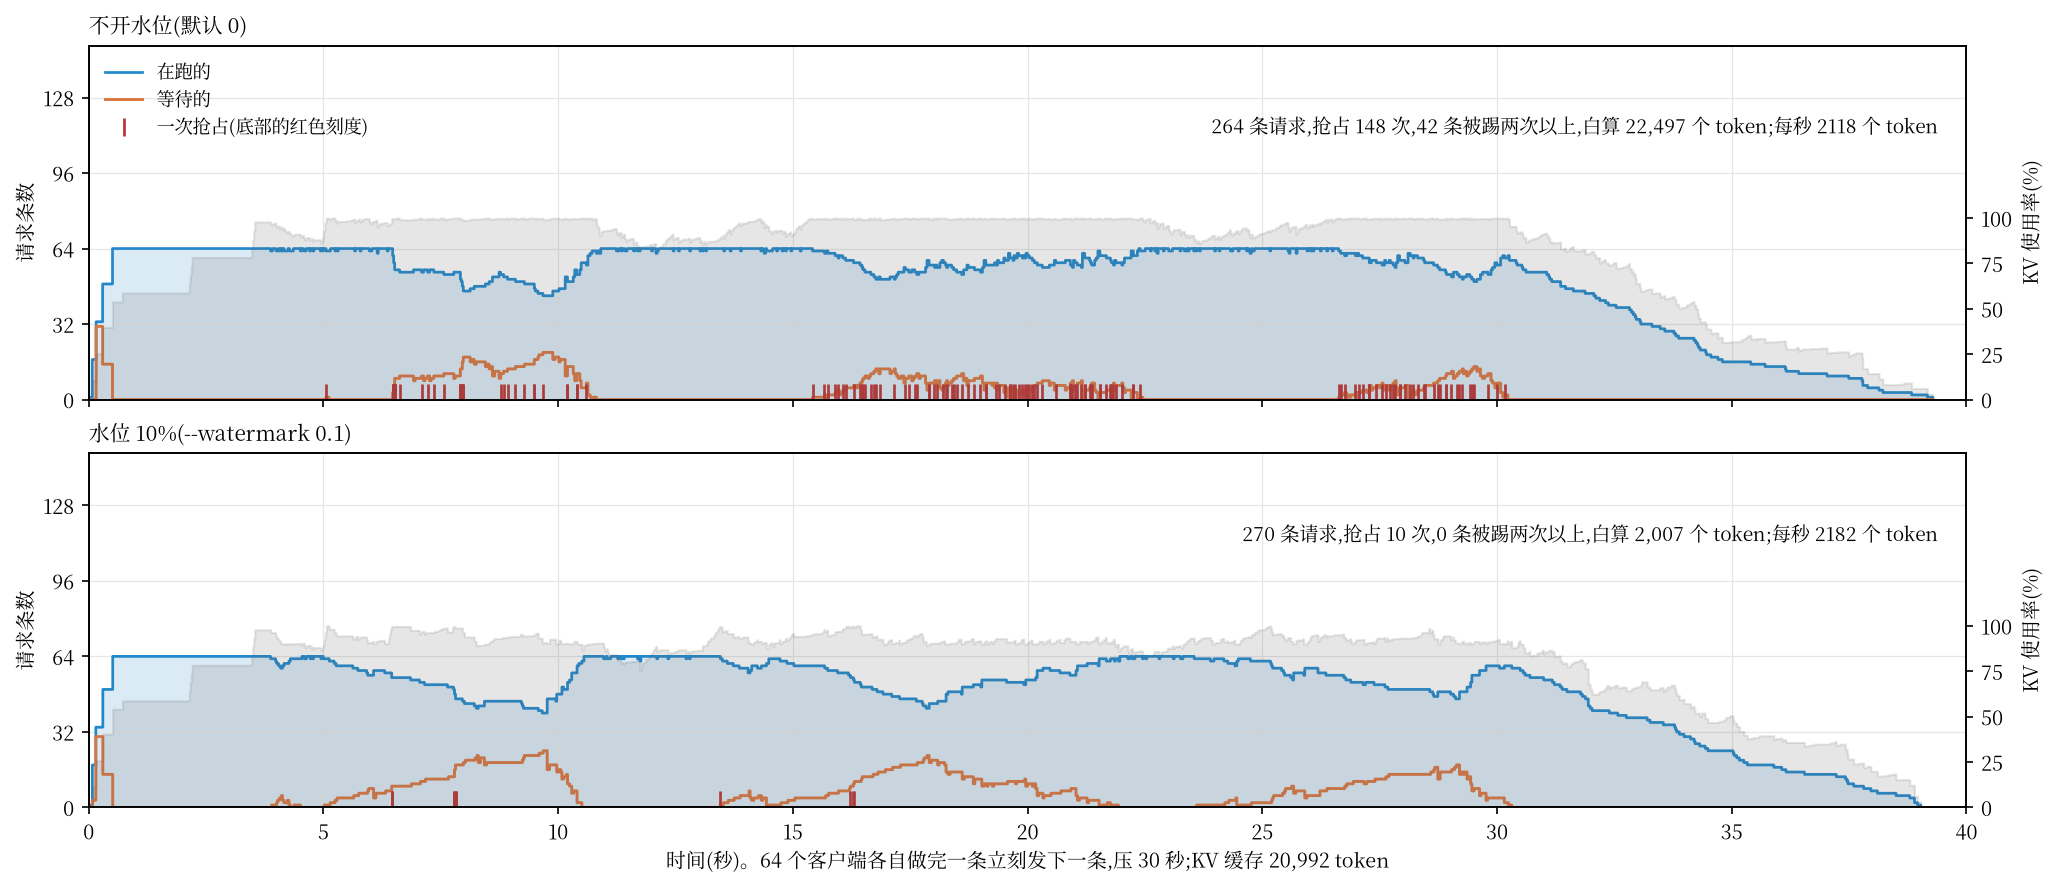 不开水位(默认 0)
在跑的
等待的
一次抢占(底部的红色刻度)
264 条请求,抢占 148 次,42 条被踢两次以上,白算 22,497 个 token;每秒 2118 个 token
请求条数
128
96
64
32
0
KV 使用率(%)
100
75
50
25
0
水位 10%(--watermark 0.1)
270 条请求,抢占 10 次,0 条被踢两次以上,白算 2,007 个 token;每秒 2182 个 token
请求条数
128
96
64
32
0
KV 使用率(%)
100
75
50
25
0
0 5 10 15 20 25 30 35 40
时间(秒)。64 个客户端各自做完一条立刻发下一条,压 30 秒;KV 缓存 20,992 token